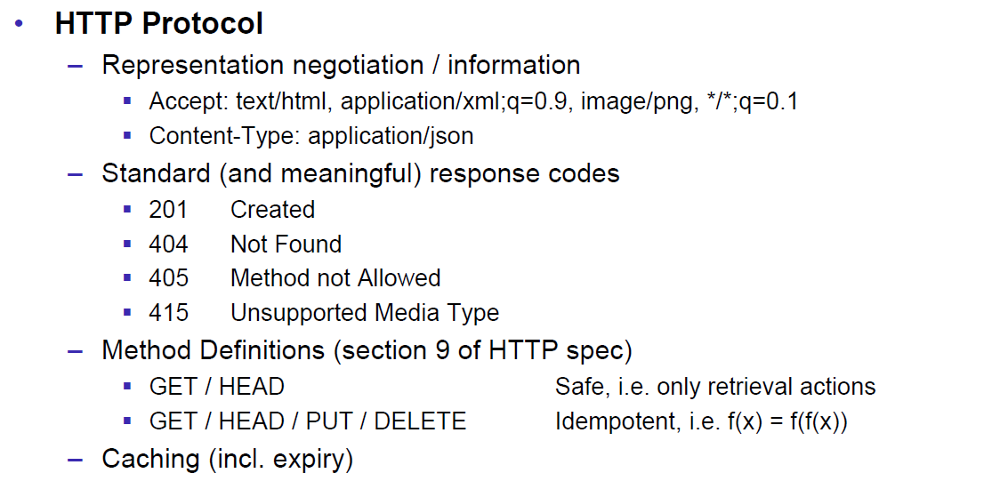 • HTTP Protocol
– Representation negotiation / information
▪ Accept: text/html, application/xml;q=0.9, image/png, */*;q=0.1
▪ Content-Type: application/json
– Standard (and meaningful) response codes
▪ 201 Created
▪ 404 Not Found
▪ 405 Method not Allowed
▪ 415 Unsupported Media Type
– Method Definitions (section 9 of HTTP spec)
▪ GET / HEAD Safe, i.e. only retrieval actions
▪ GET / HEAD / PUT / DELETE Idempotent, i.e. f(x) = f(f(x))
– Caching (incl. expiry)